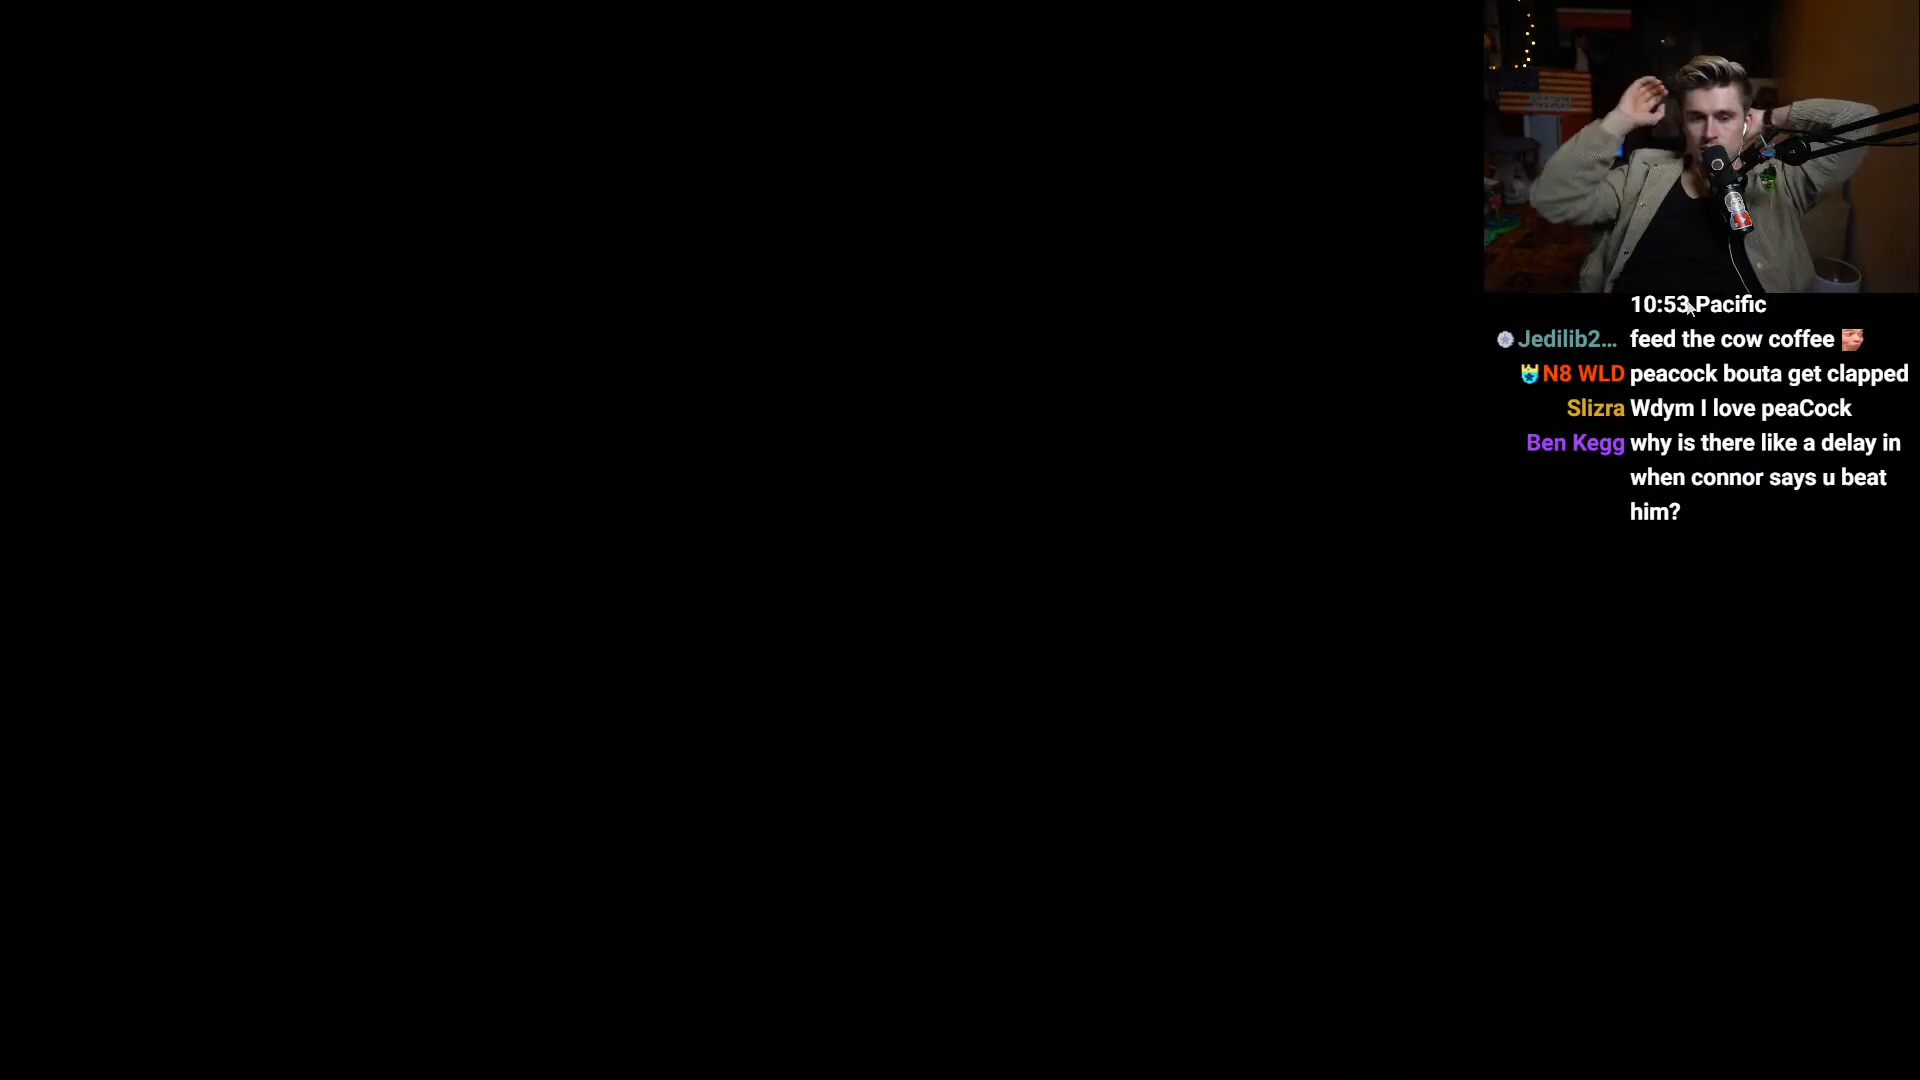 10:53 Pacific
Jedilib2... feed the cow coffee
N8 WLD peacock bouta get clapped
Slizra Wdym I love peaCock
Ben Kegg why is there like a delay in
when connor says u beat
him?